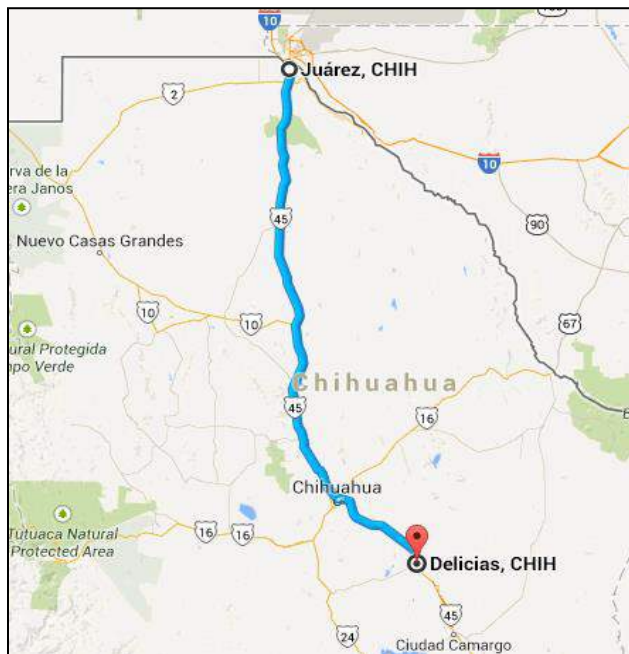 10
Juárez, CHIH
2
10
rva de la
era Janos
45
90
Nuevo Casas Grandes
10
10
67
ural Protegida
po Verde
Chihuahua
45
16
Chihuahua
Tutuaca Natural
Protected Area
16
16
Delicias, CHIH
45
24
Ciudad Camargo